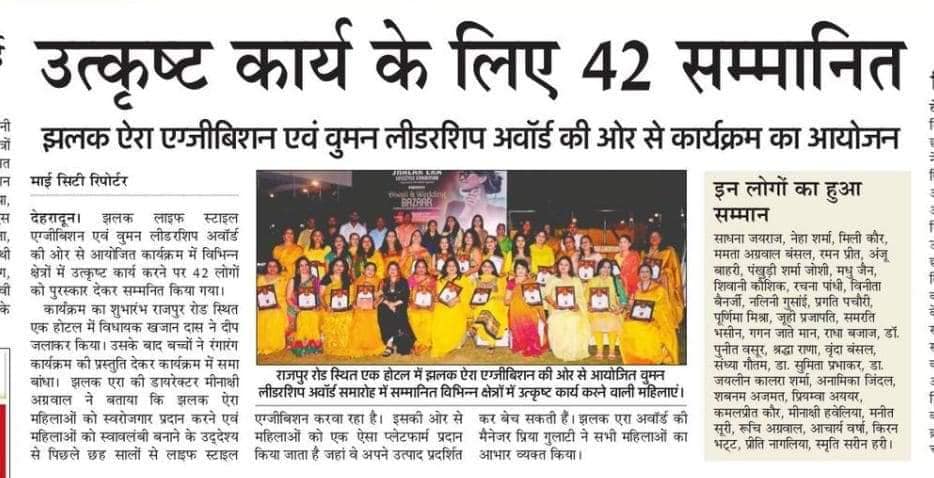 उत्कृष्ट कार्य के लिए 42 सम्मानित
झलक ऐरा एग्जीबिशन एवं वुमन लीडरशिप अवॉर्ड की ओर से कार्यक्रम का आयोजन
माई सिटी रिपोर्टर
देहरादून। झलक लाइफ स्टाइल
एग्जीबिशन एवं वुमन लीडरशिप अवॉर्ड
की ओर से आयोजित कार्यक्रम में विभिन्न
क्षेत्रों में उत्कृष्ट कार्य करने पर 42 लोगों
को पुरस्कार देकर सम्मनित किया गया।
कार्यक्रम का शुभारंभ राजपुर रोड स्थित
एक होटल में विधायक खजान दास ने दीप
जलाकर किया। उसके बाद बच्चों ने रंगारंग
कार्यक्रम की प्रस्तुति देकर कार्यक्रम में समा
बांधा। झलक एरा की डायरेक्टर मीनाक्षी
अग्रवाल ने बताया कि झलक ऐरा
महिलाओं को स्वरोजगार प्रदान करने एवं
महिलाओं को स्वावलंबी बनाने के उद्देश्य
से पिछले छह सालों से लाइफ स्टाइल
JHALAK ERA
LIFESTYLE EXHIBITION
Diwali & Wedding
BAZAAR
राजपुर रोड स्थित एक होटल में झलक ऐरा एग्जीबिशन की ओर से आयोजित वुमन
लीडरशिप अवॉर्ड समारोह में सम्मानित विभिन्न क्षेत्रों में उत्कृष्ट कार्य करने वाली महिलाएं।
एग्जीबिशन करवा रहा है। इसकी ओर से
महिलाओं को एक ऐसा प्लेटफार्म प्रदान
किया जाता है जहां वे अपने उत्पाद प्रदर्शित
कर बेच सकती हैं। झलक एरा अवॉर्ड की
मैनेजर प्रिया गुलाटी ने सभी महिलाओं का
आभार व्यक्त किया।
इन लोगों का हुआ
सम्मान
साधना जयराज, नेहा शर्मा, मिली कौर,
ममता अग्रवाल बंसल, रमन प्रीत, अंजू
बाहरी, पंखुड़ी शर्मा जोशी, मधु जैन,
शिवानी कौशिक, रचना पांधी, विनीता
बैनर्जी, नलिनी गुसांई, प्रगति पचौरी,
पूर्णिमा मिश्रा, जूही प्रजापति, समरति
भसीन, गगन जोत मान, राधा बजाज, डॉ.
पुनीत वसूर, श्रद्धा राणा, वृंदा बंसल,
संध्या गौतम, डा. सुमिता प्रभाकर, डा.
जयलीन कालरा शर्मा, अनामिका जिंदल,
शबनम अजमत, प्रियम्वा अय्यर,
कमलप्रीत कौर, मीनाक्षी हवेलिया, मनीत
सूरी, रूचि अग्रवाल, आचार्य वर्षा, किरन
भट्ट, प्रीति नागलिया, स्मृति सरीन हरी।